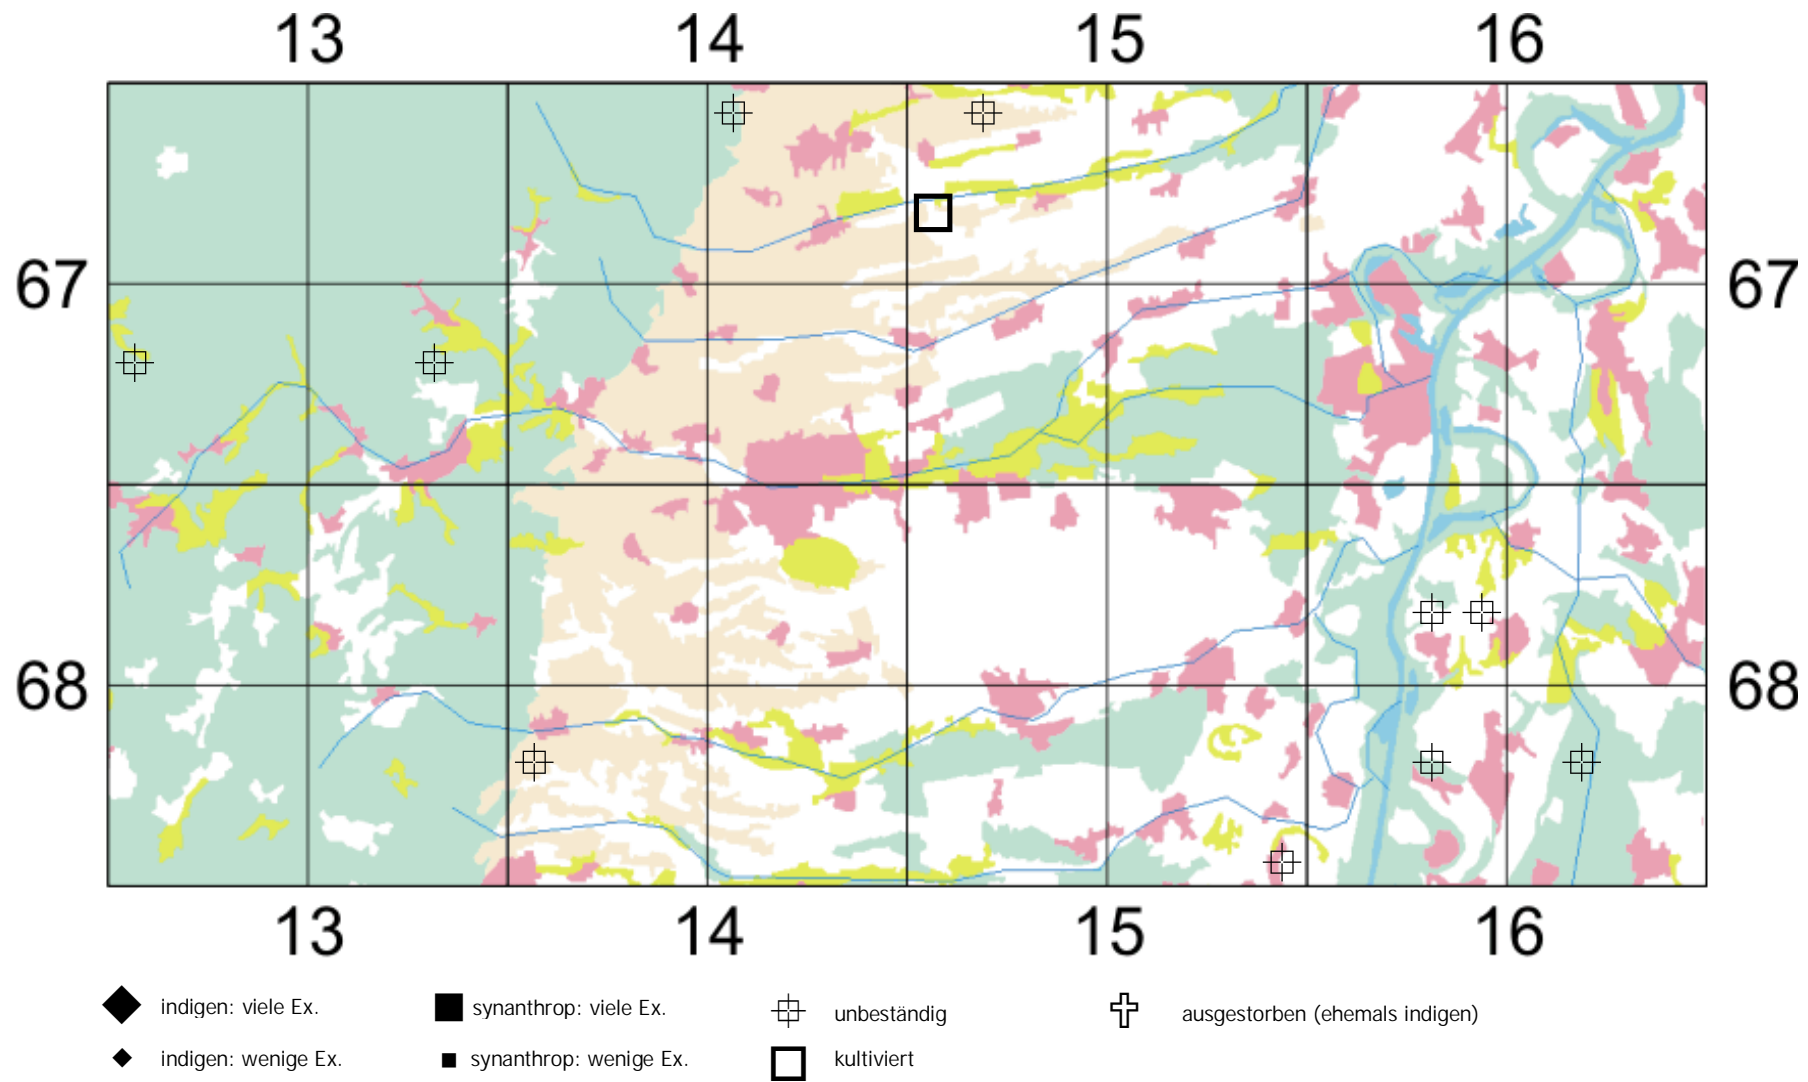 13 14 15 16
67 67
68 68
13 14 15 16
indigen: viele Ex. synanthrop: viele Ex. unbeständig ausgestorben (ehemals indigen)
indigen: wenige Ex. synanthrop: wenige Ex. kultiviert